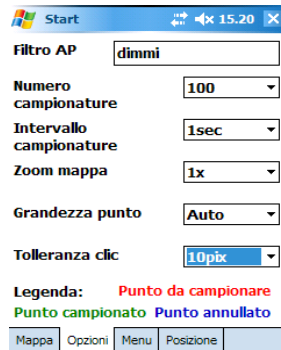 Start 15.20
Filtro AP dimmi
Numero campionature 100
Intervallo campionature 1sec
Zoom mappa 1x
Grandezza punto Auto
Tolleranza clic 10pix
Legenda: Punto da campionare
Punto campionato Punto annullato
Mappa Opzioni Menu Posizione